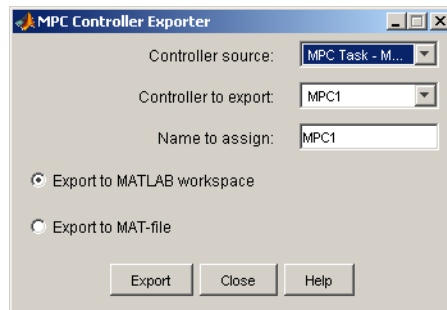 MPC Controller Exporter
Controller source: MPC Task - M...
Controller to export: MPC1
Name to assign: MPC1
Export to MATLAB workspace
Export to MAT-file
Export Close Help